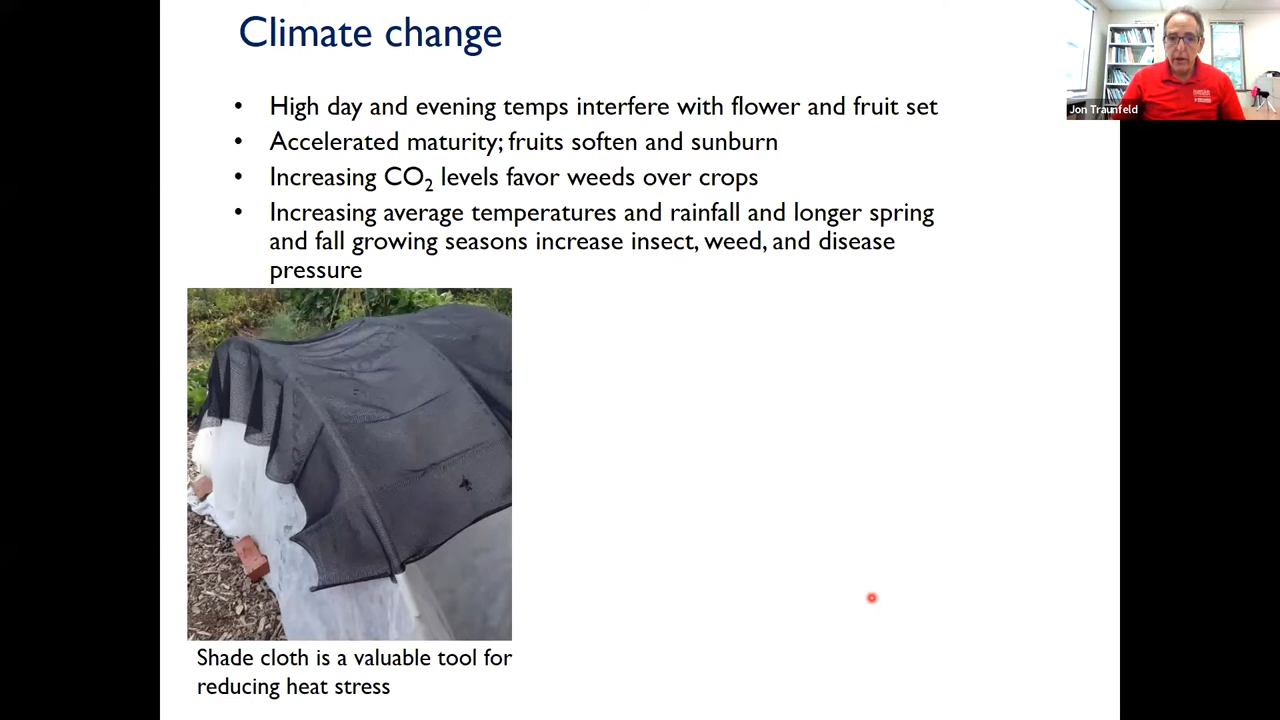 Climate change
• High day and evening temps interfere with flower and fruit set
• Accelerated maturity; fruits soften and sunburn
• Increasing CO₂ levels favor weeds over crops
• Increasing average temperatures and rainfall and longer spring
and fall growing seasons increase insect, weed, and disease
pressure
Shade cloth is a valuable tool for
reducing heat stress
Jon Traunfeld